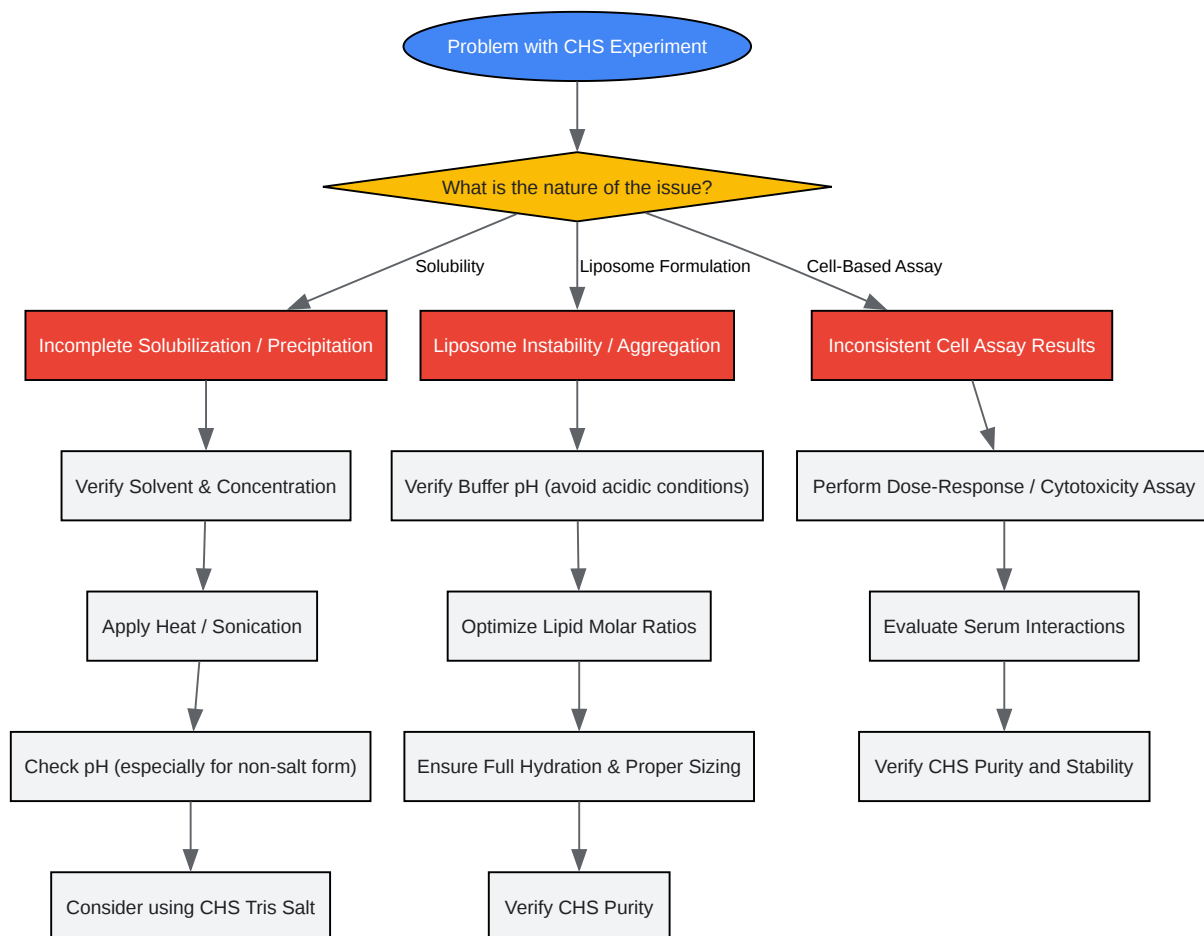 Problem with CHS Experiment
What is the nature of the issue?
Solubility
Liposome Formulation
Cell-Based Assay
Incomplete Solubilization / Precipitation
Liposome Instability / Aggregation
Inconsistent Cell Assay Results
Verify Solvent & Concentration
Verify Buffer pH (avoid acidic conditions)
Perform Dose-Response / Cytotoxicity Assay
Apply Heat / Sonication
Optimize Lipid Molar Ratios
Evaluate Serum Interactions
Check pH (especially for non-salt form)
Ensure Full Hydration & Proper Sizing
Verify CHS Purity and Stability
Consider using CHS Tris Salt
Verify CHS Purity